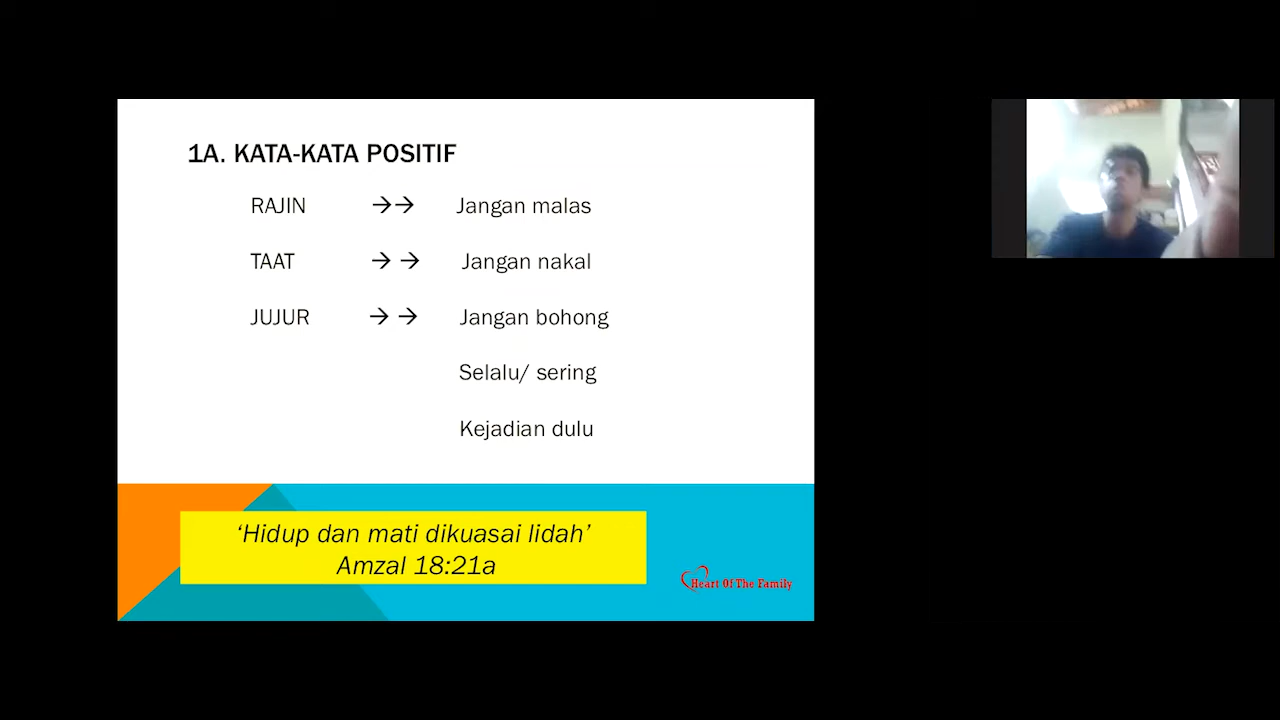 1A. KATA-KATA POSITIF
RAJIN →→ Jangan malas
TAAT → → Jangan nakal
JUJUR → → Jangan bohong
Selalu/ sering
Kejadian dulu
‘Hidup dan mati dikuasai lidah’
Amzal 18:21a
Heart Of The Family